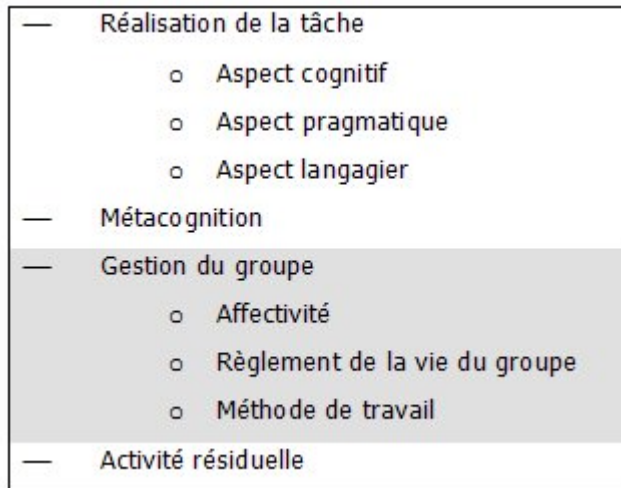 — Réalisation de la tâche
o Aspect cognitif
o Aspect pragmatique
o Aspect langagier
— Métacognition
— Gestion du groupe
o Affectivité
o Règlement de la vie du groupe
o Méthode de travail
— Activité résiduelle